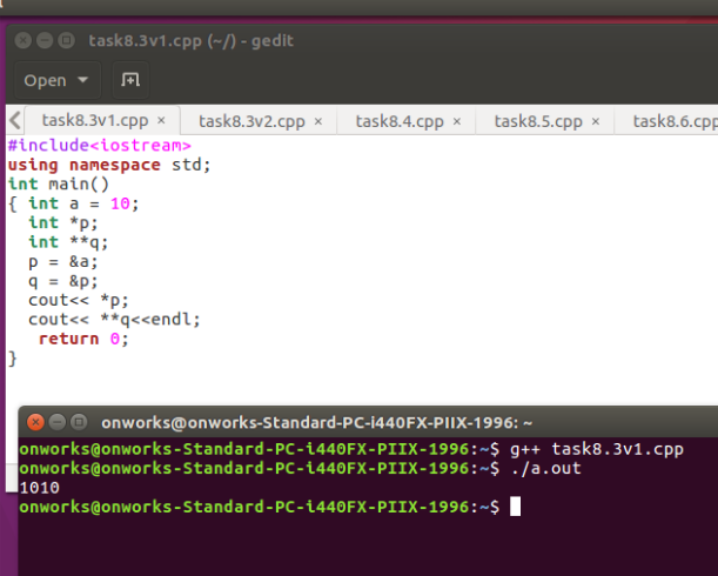 task8.3v1.cpp (~/) - gedit
Open
task8.3v1.cpp × task8.3v2.cpp × task8.4.cpp × task8.5.cpp × task8.6.cpp
#include<iostream>
using namespace std;
int main()
{ int a = 10;
int *p;
int **q;
p = &a;
q = &p;
cout<< *p;
cout<< **q<<endl;
return 0;
}
onworks@onworks-Standard-PC-i440FX-PIIX-1996: ~
onworks@onworks-Standard-PC-i440FX-PIIX-1996:~$ g++ task8.3v1.cpp
onworks@onworks-Standard-PC-i440FX-PIIX-1996:~$ ./a.out
1010
onworks@onworks-Standard-PC-i440FX-PIIX-1996:~$